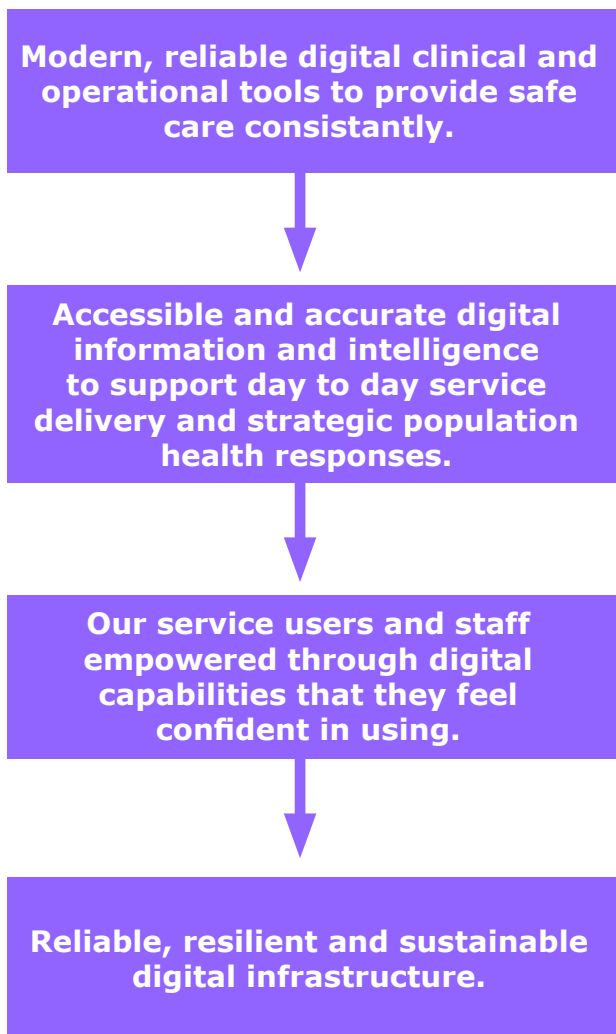 Modern, reliable digital clinical and
operational tools to provide safe
care consistantly.
Accessible and accurate digital
information and intelligence
to support day to day service
delivery and strategic population
health responses.
Our service users and staff
empowered through digital
capabilities that they feel
confident in using.
Reliable, resilient and sustainable
digital infrastructure.